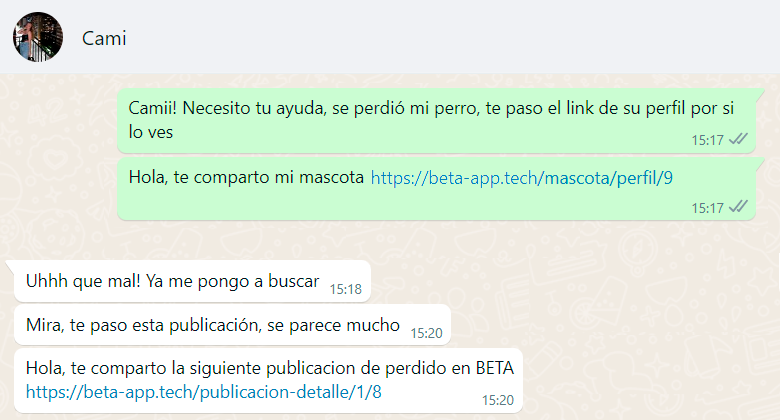 Cami
Camii! Necesito tu ayuda, se perdió mi perro, te paso el link de su perfil por si
lo ves
15:17
Hola, te comparto mi mascota https://beta-app.tech/mascota/perfil/9
15:17
Uhhh que mal! Ya me pongo a buscar 15:18
Mira, te paso esta publicación, se parece mucho 15:20
Hola, te comparto la siguiente publicacion de perdido en BETA
https://beta-app.tech/publicacion-detalle/1/8 15:20